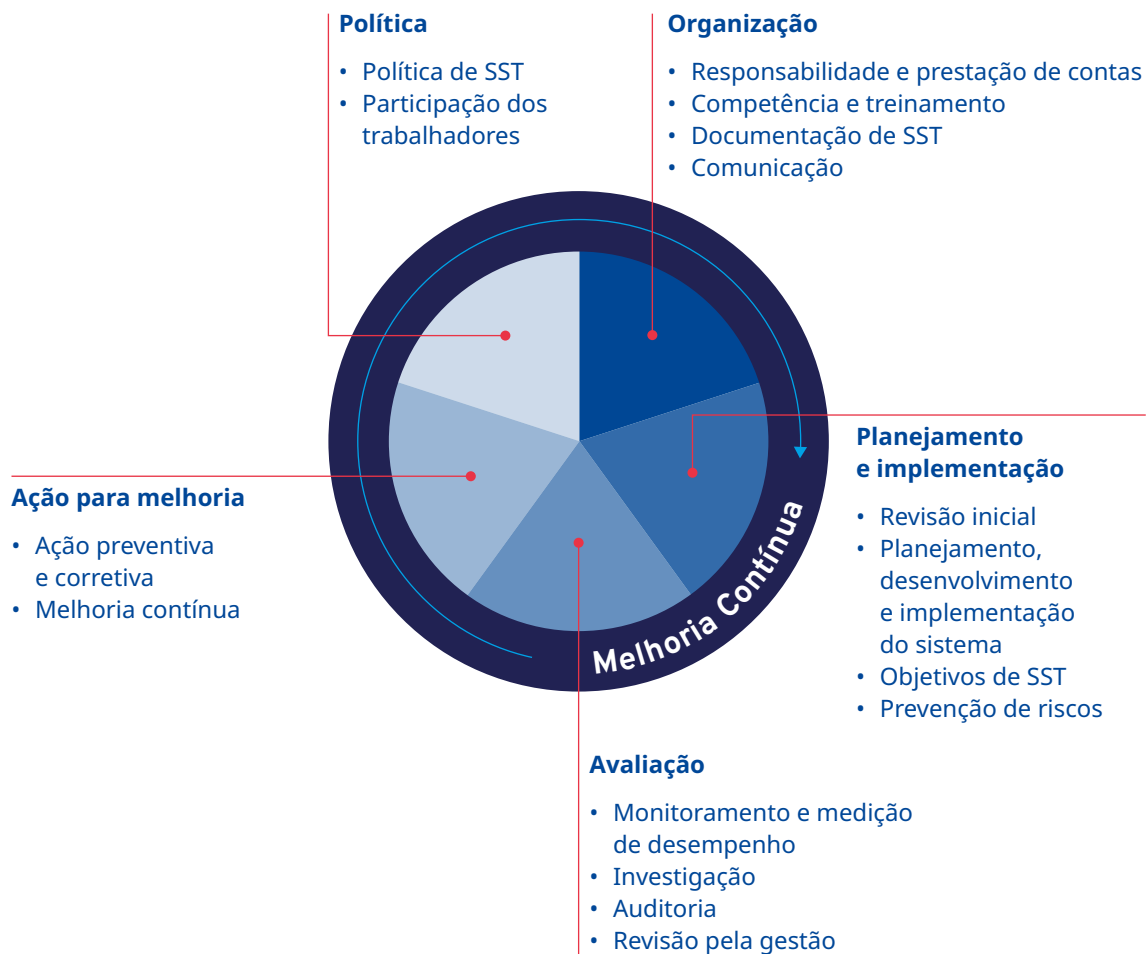 Política
• Política de SST
• Participação dos
trabalhadores
Organização
• Responsabilidade e prestação de contas
• Competência e treinamento
• Documentação de SST
• Comunicação
Planejamento
e implementação
• Revisão inicial
• Planejamento,
desenvolvimento
e implementação
do sistema
• Objetivos de SST
• Prevenção de riscos
Avaliação
• Monitoramento e medição
de desempenho
• Investigação
• Auditoria
• Revisão pela gestão
Ação para melhoria
• Ação preventiva
e corretiva
• Melhoria contínua
Melhoria Contínua